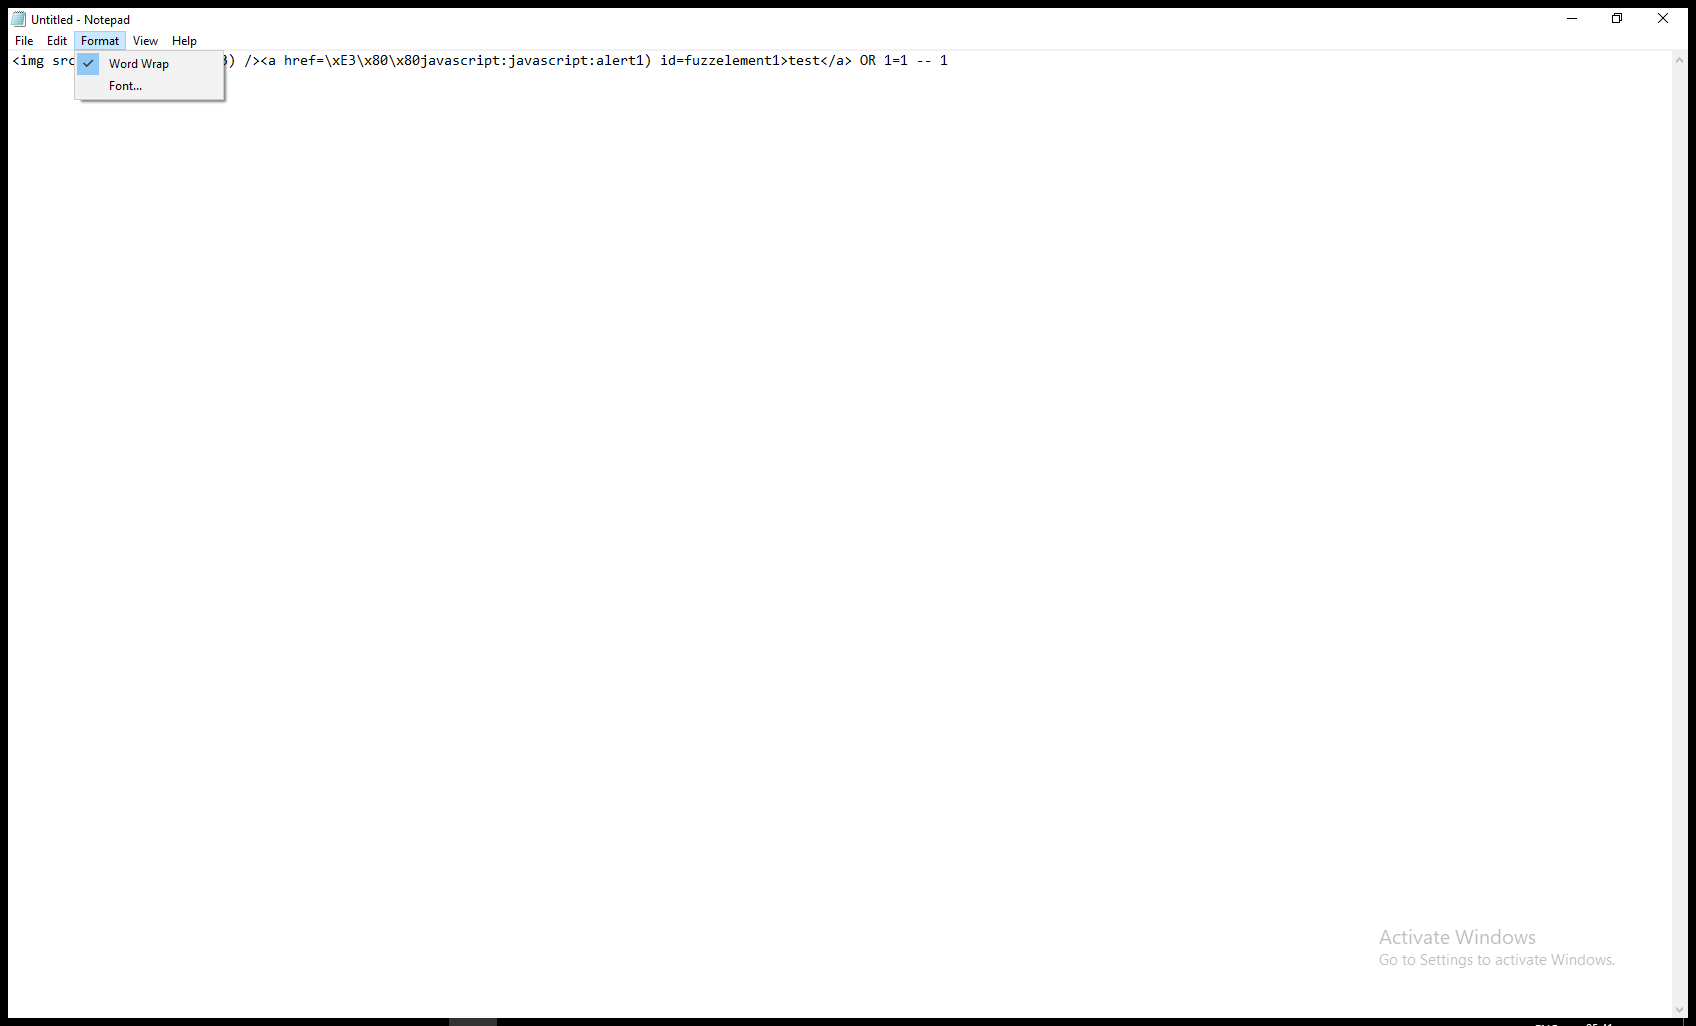 Untitled - Notepad
File Edit Format View Help
<img src 3) /><a href=\xE3\x80\x80javascript:javascript:alert1) id=fuzzelement1>test</a> OR 1=1 -- 1
Word Wrap
Font...
Activate Windows
Go to Settings to activate Windows.